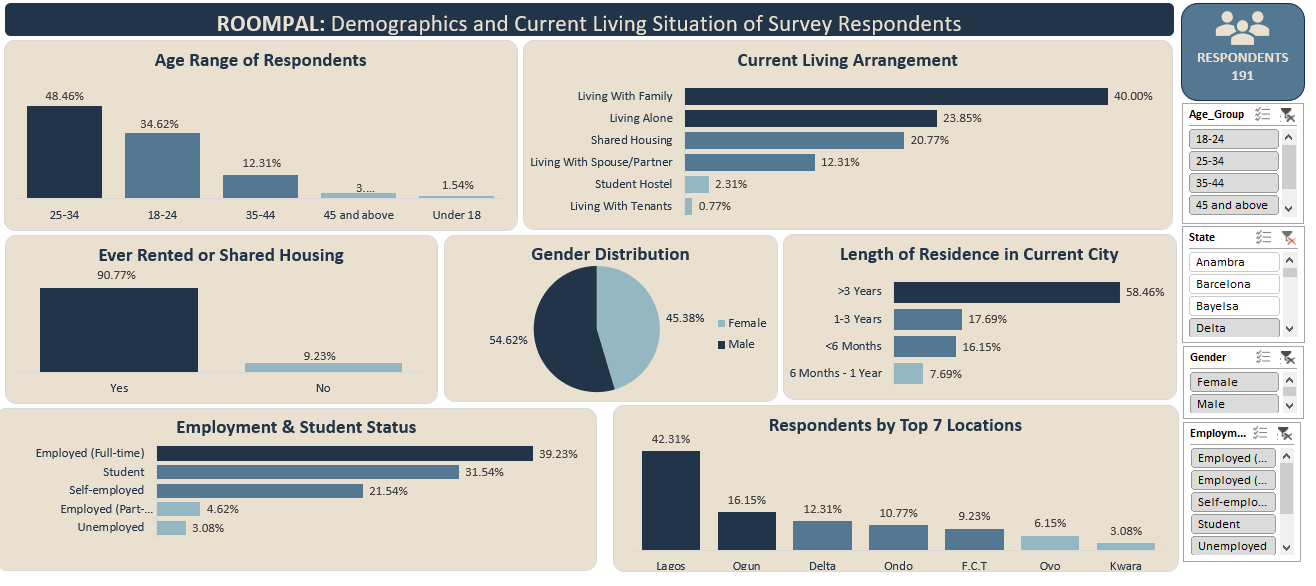 ROOMPAL: Demographics and Current Living Situation of Survey Respondents
RESPONDENTS
191
Age Range of Respondents
48.46%
34.62%
12.31%
3....
1.54%
25-34
18-24
35-44
45 and above
Under 18
Current Living Arrangement
Living With Family
40.00%
Living Alone
23.85%
Shared Housing
20.77%
Living With Spouse/Partner
12.31%
Student Hostel
2.31%
Living With Tenants
0.77%
Age_Group
18-24
25-34
35-44
45 and above
Ever Rented or Shared Housing
90.77%
9.23%
Yes
No
Gender Distribution
54.62%
45.38%
Female
Male
Length of Residence in Current City
>3 Years
58.46%
1-3 Years
17.69%
<6 Months
16.15%
6 Months - 1 Year
7.69%
State
Anambra
Barcelona
Bayelsa
Delta
Gender
Female
Male
Employment & Student Status
Employed (Full-time)
39.23%
Student
31.54%
Self-employed
21.54%
Employed (Part-...
4.62%
Unemployed
3.08%
Respondents by Top 7 Locations
42.31%
16.15%
12.31%
10.77%
9.23%
6.15%
3.08%
Lagos
Ogun
Delta
Ondo
F.C.T
Oyo
Kwara
Employm...
Employed (...
Employed (...
Self-emplo...
Student
Unemployed